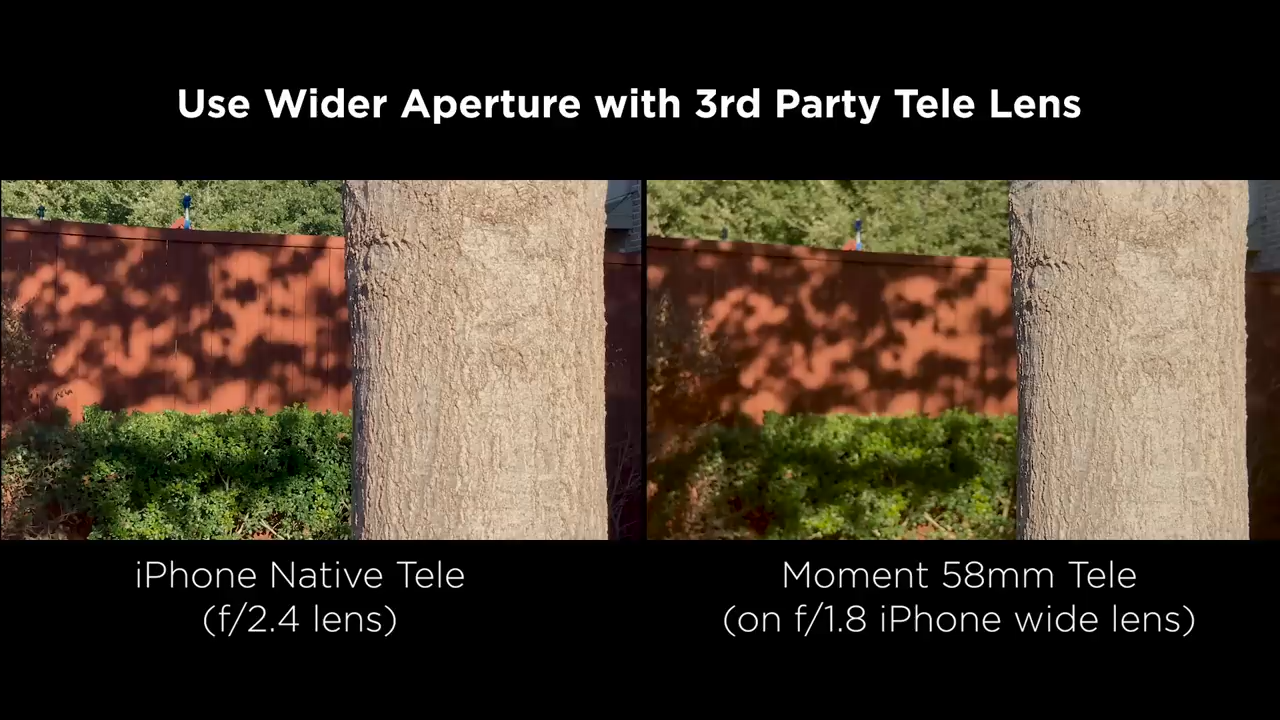 Use Wider Aperture with 3rd Party Tele Lens
iPhone Native Tele
(f/2.4 lens)
Moment 58mm Tele
(on f/1.8 iPhone wide lens)